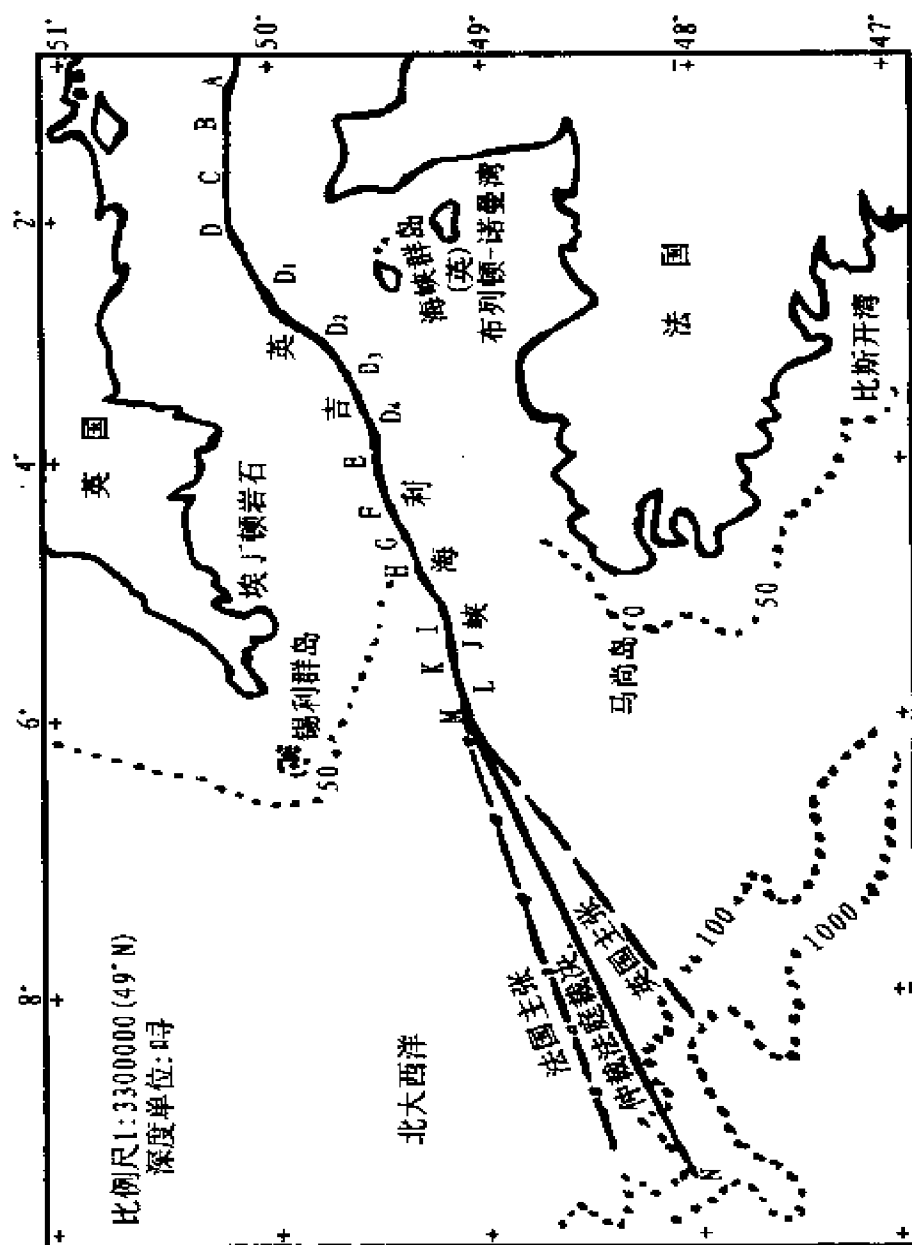 比例尺1:3300000(49°N)
深度单位:㖊
8°
6°
4°
2°
51°
50°
49°
48°
47°
英国
埃丁顿岩石
锡利群岛
50
A
B
C
D
D₁
D₂
D₃
D₄
E
F
G
H
I
J
K
L
M
N
英吉利海峡
海峡群岛
(英)
布列顿-诺曼湾
法国
比斯开湾
50
马尚岛
0
北大西洋
法国主张
仲裁法庭裁决
英国主张
100
1000